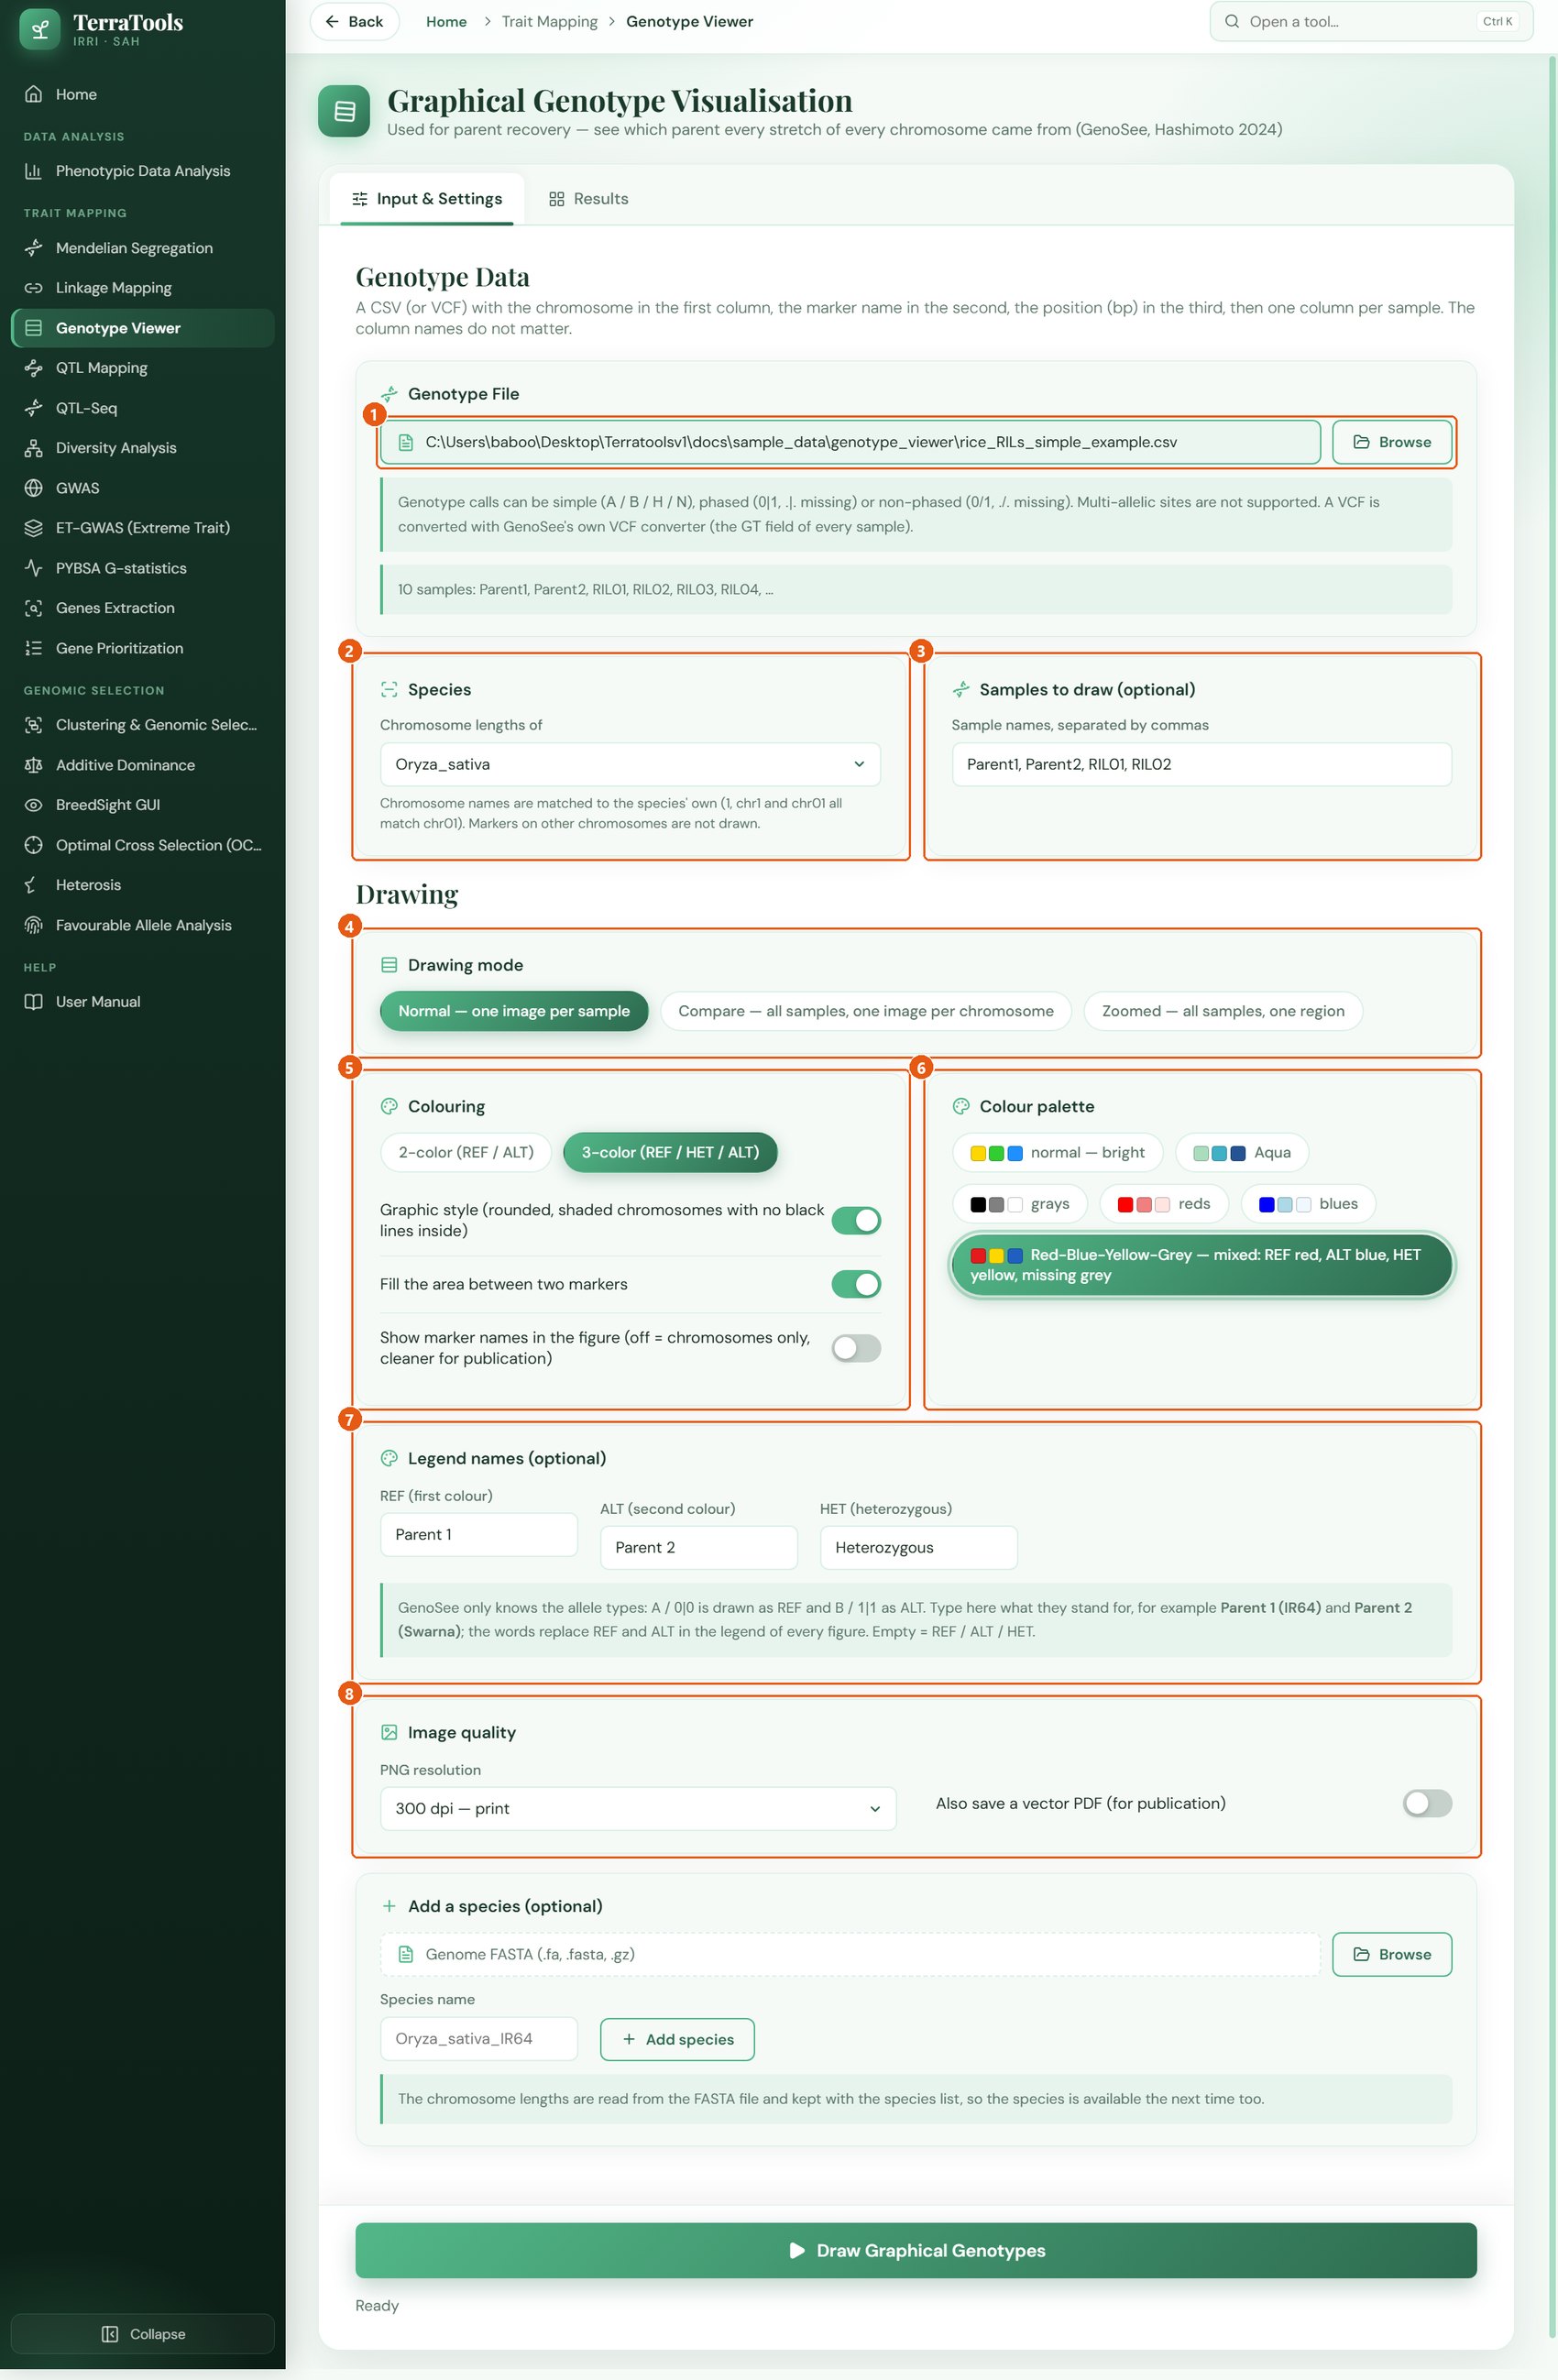 TerraTools
IRRI · SAH
Home
DATA ANALYSIS
Phenotypic Data Analysis
TRAIT MAPPING
Mendelian Segregation
Linkage Mapping
Genotype Viewer
QTL Mapping
QTL-Seq
Diversity Analysis
GWAS
ET-GWAS (Extreme Trait)
PYBSA G-statistics
Genes Extraction
Gene Prioritization
GENOMIC SELECTION
Clustering & Genomic Selec...
Additive Dominance
BreedSight GUI
Optimal Cross Selection (OC...
Heterosis
Favourable Allele Analysis
HELP
User Manual
Collapse
Back
Home > Trait Mapping > Genotype Viewer
Open a tool...
Ctrl K
Graphical Genotype Visualisation
Used for parent recovery — see which parent every stretch of every chromosome came from (GenoSee, Hashimoto 2024)
Input & Settings
Results
Genotype Data
A CSV (or VCF) with the chromosome in the first column, the marker name in the second, the position (bp) in the third, then one column per sample. The
column names do not matter.
Genotype File
1
C:\Users\baboo\Desktop\Terratoolsv1\docs\sample_data\genotype_viewer\rice_RILs_simple_example.csv
Browse
Genotype calls can be simple (A / B / H / N), phased (0|1, .|. missing) or non-phased (0/1, ./. missing). Multi-allelic sites are not supported. A VCF is
converted with GenoSee's own VCF converter (the GT field of every sample).
10 samples: Parent1, Parent2, RIL01, RIL02, RIL03, RIL04, ...
2
Species
Chromosome lengths of
Oryza_sativa
Chromosome names are matched to the species' own (1, chr1 and chr01 all
match chr01). Markers on other chromosomes are not drawn.
3
Samples to draw (optional)
Sample names, separated by commas
Parent1, Parent2, RIL01, RIL02
Drawing
4
Drawing mode
Normal — one image per sample
Compare — all samples, one image per chromosome
Zoomed — all samples, one region
5
Colouring
2-color (REF / ALT)
3-color (REF / HET / ALT)
Graphic style (rounded, shaded chromosomes with no black
lines inside)
Fill the area between two markers
Show marker names in the figure (off = chromosomes only,
cleaner for publication)
6
Colour palette
normal — bright
Aqua
grays
reds
blues
Red-Blue-Yellow-Grey — mixed: REF red, ALT blue, HET
yellow, missing grey
7
Legend names (optional)
REF (first colour)
Parent 1
ALT (second colour)
Parent 2
HET (heterozygous)
Heterozygous
GenoSee only knows the allele types: A / 0|0 is drawn as REF and B / 1|1 as ALT. Type here what they stand for, for example Parent 1 (IR64) and Parent 2
(Swarna); the words replace REF and ALT in the legend of every figure. Empty = REF / ALT / HET.
8
Image quality
PNG resolution
300 dpi — print
Also save a vector PDF (for publication)
Add a species (optional)
Genome FASTA (.fa, .fasta, .gz)
Browse
Species name
Oryza_sativa_IR64
Add species
The chromosome lengths are read from the FASTA file and kept with the species list, so the species is available the next time too.
Draw Graphical Genotypes
Ready